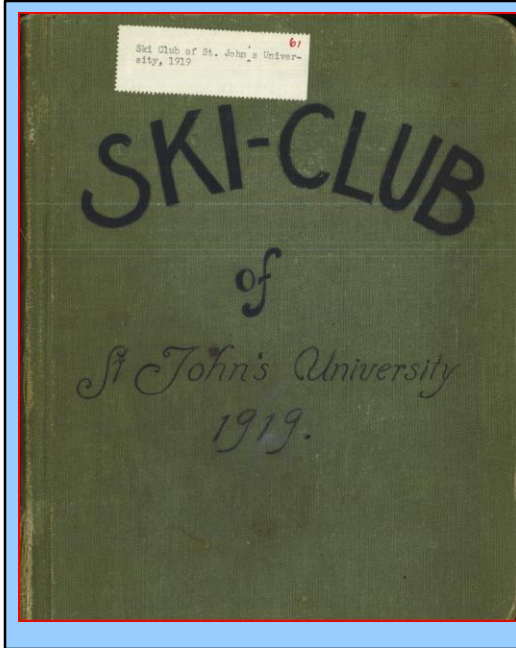 61
Ski Club of St. John's Univer-
sity, 1919
SKI-CLUB
of
St John's University
1919.